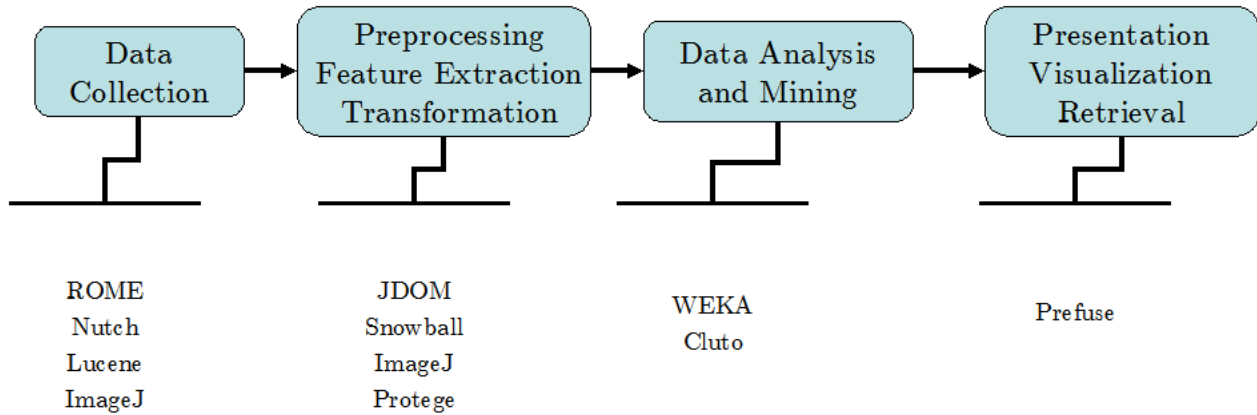 Data
Collection
Preprocessing
Feature Extraction
Transformation
Data Analysis
and Mining
Presentation
Visualization
Retrieval
ROME
Nutch
Lucene
ImageJ
JDOM
Snowball
ImageJ
Protege
WEKA
Cluto
Prefuse